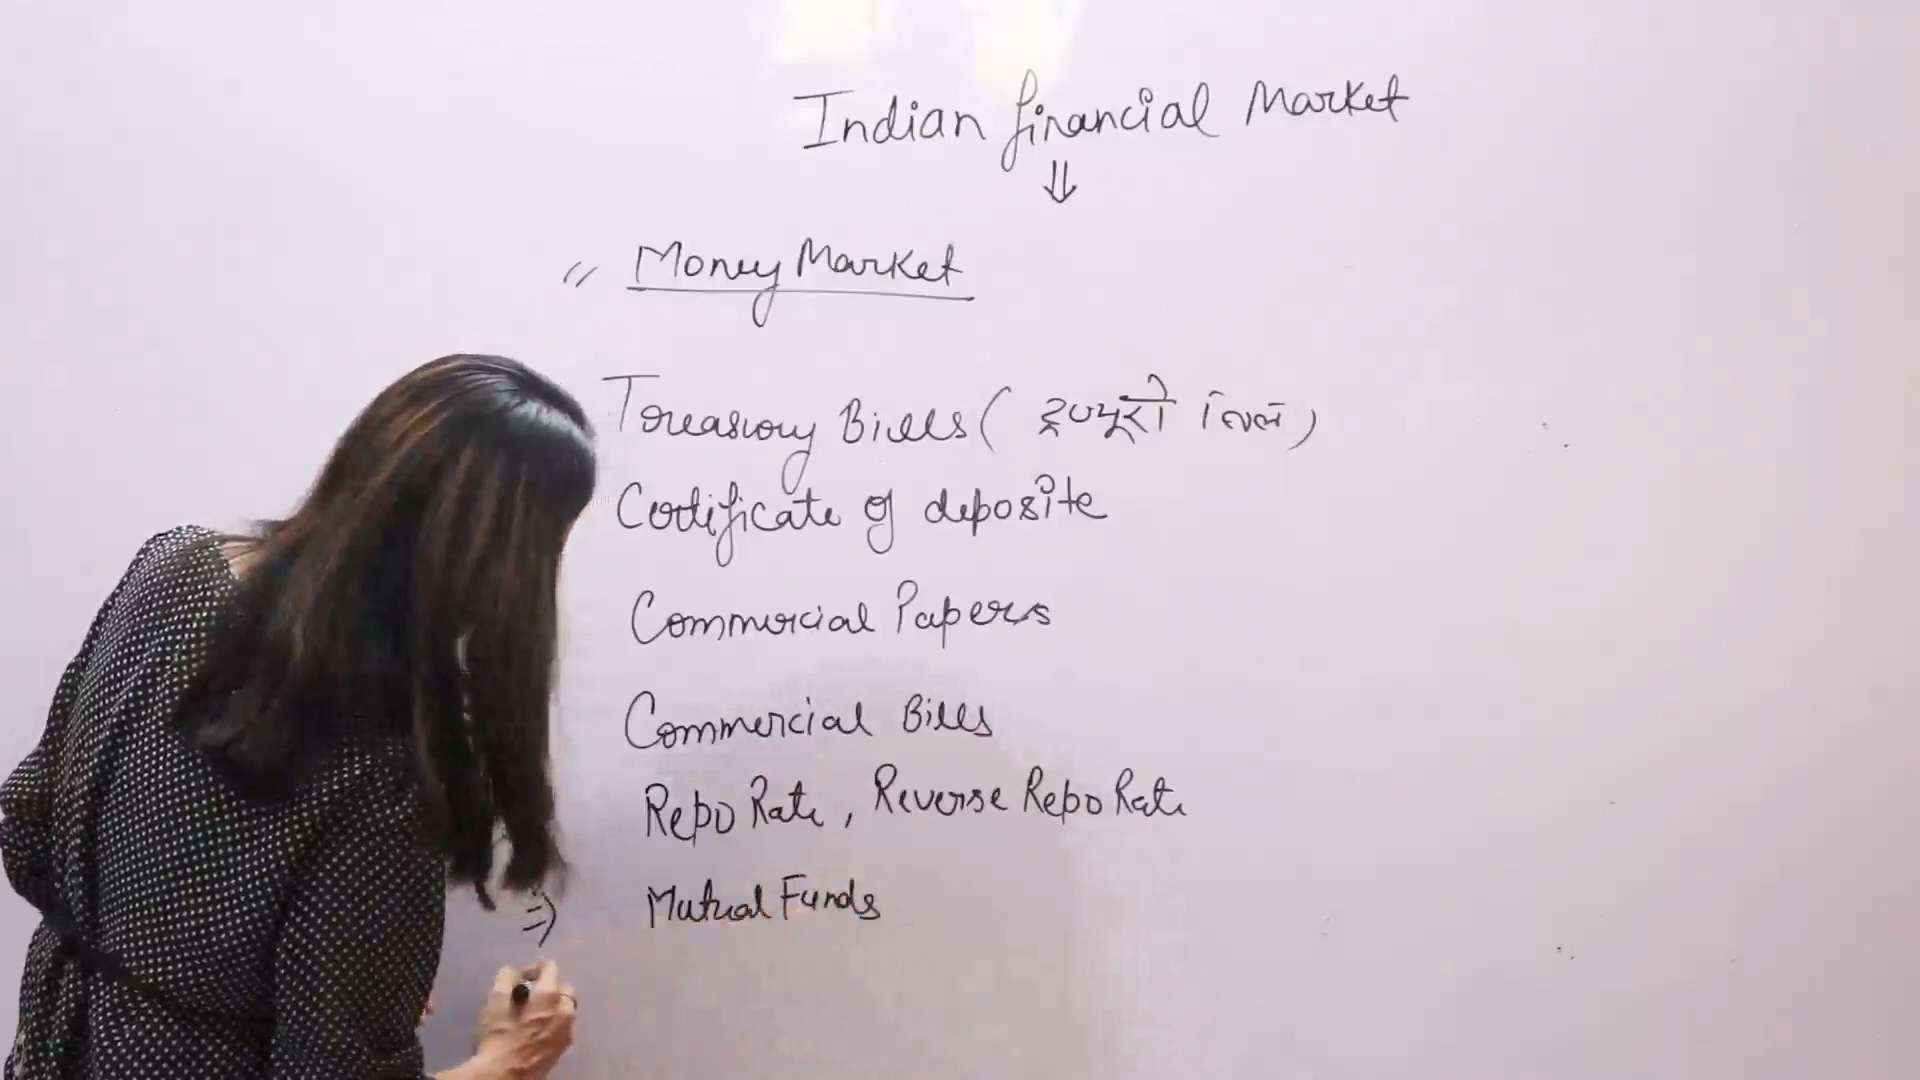 Indian financial Market
⇓
" Money Market
Treasury Bills (
Certificate of deposite
Commercial Papers
Commercial Bills
Repo Rate, Reverse Repo Rate
⇒ Mutual Funds